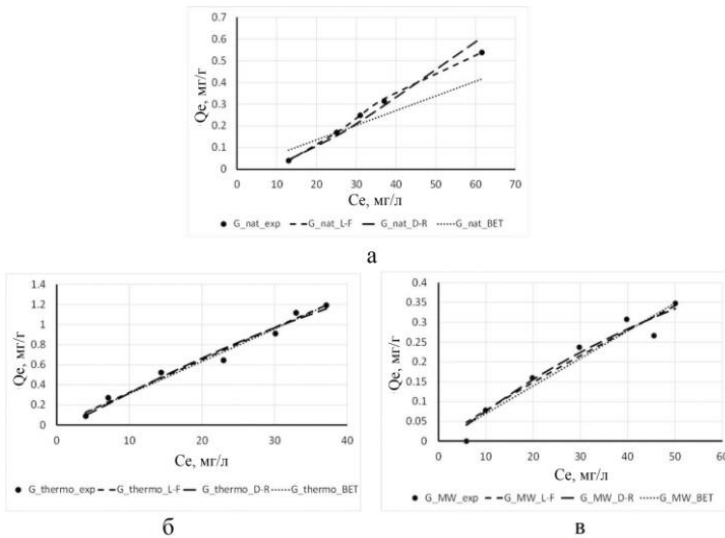 0.7
0.6
0.5
0.4
0.3
0.2
0.1
0
Qe, мг/г
0 10 20 30 40 50 60 70
Ce, мг/л
G_nat_exp G_nat_L-F G_nat_D-R G_nat_BET
а
1.4
1.2
1
0.8
0.6
0.4
0.2
0
Qe, мг/г
0 10 20 30 40
Ce, мг/л
G_thermo_exp G_thermo_L-F G_thermo_D-R G_thermo_BET
б
0.4
0.35
0.3
0.25
0.2
0.15
0.1
0.05
0
Qe, мг/г
0 10 20 30 40 50 60
Ce, мг/л
G_MW_exp G_MW_L-F G_MW_D-R G_MW_BET
в